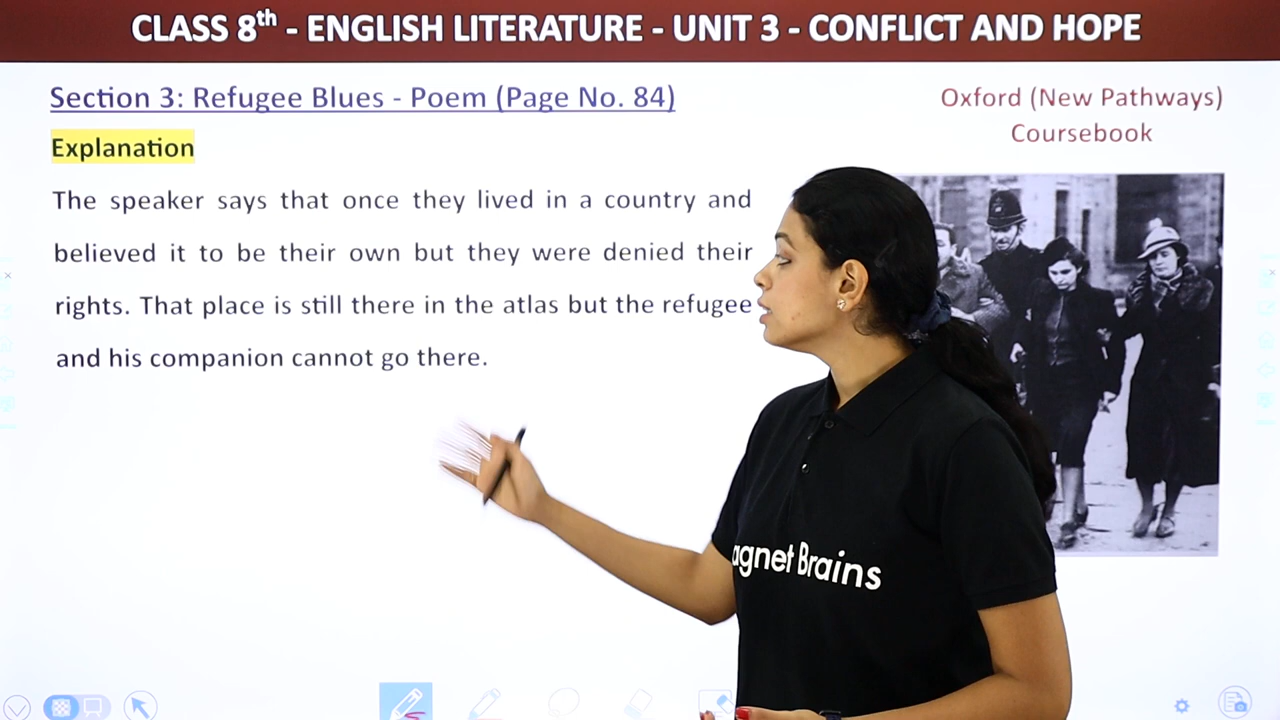 CLASS 8th - ENGLISH LITERATURE - UNIT 3 - CONFLICT AND HOPE
Section 3: Refugee Blues - Poem (Page No. 84)
Oxford (New Pathways)
Coursebook
Explanation
The speaker says that once they lived in a country and
believed it to be their own but they were denied their
rights. That place is still there in the atlas but the refugee
and his companion cannot go there.
agnet Brains